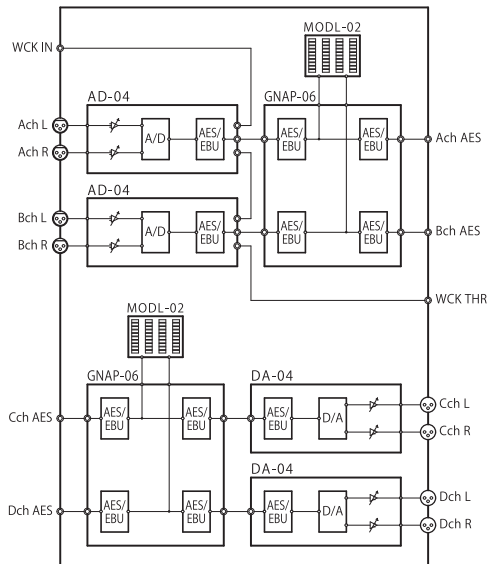 MODL-02
WCK IN
AD-04
GNAP-06
Ach L
Ach R
A/D
AES/
EBU
AES/
EBU
AES/
EBU
Ach AES
AD-04
Bch L
Bch R
A/D
AES/
EBU
AES/
EBU
AES/
EBU
Bch AES
WCK THR
MODL-02
GNAP-06
DA-04
Cch AES
AES/
EBU
AES/
EBU
AES/
EBU
D/A
Cch L
Cch R
DA-04
Dch AES
AES/
EBU
AES/
EBU
AES/
EBU
D/A
Dch L
Dch R